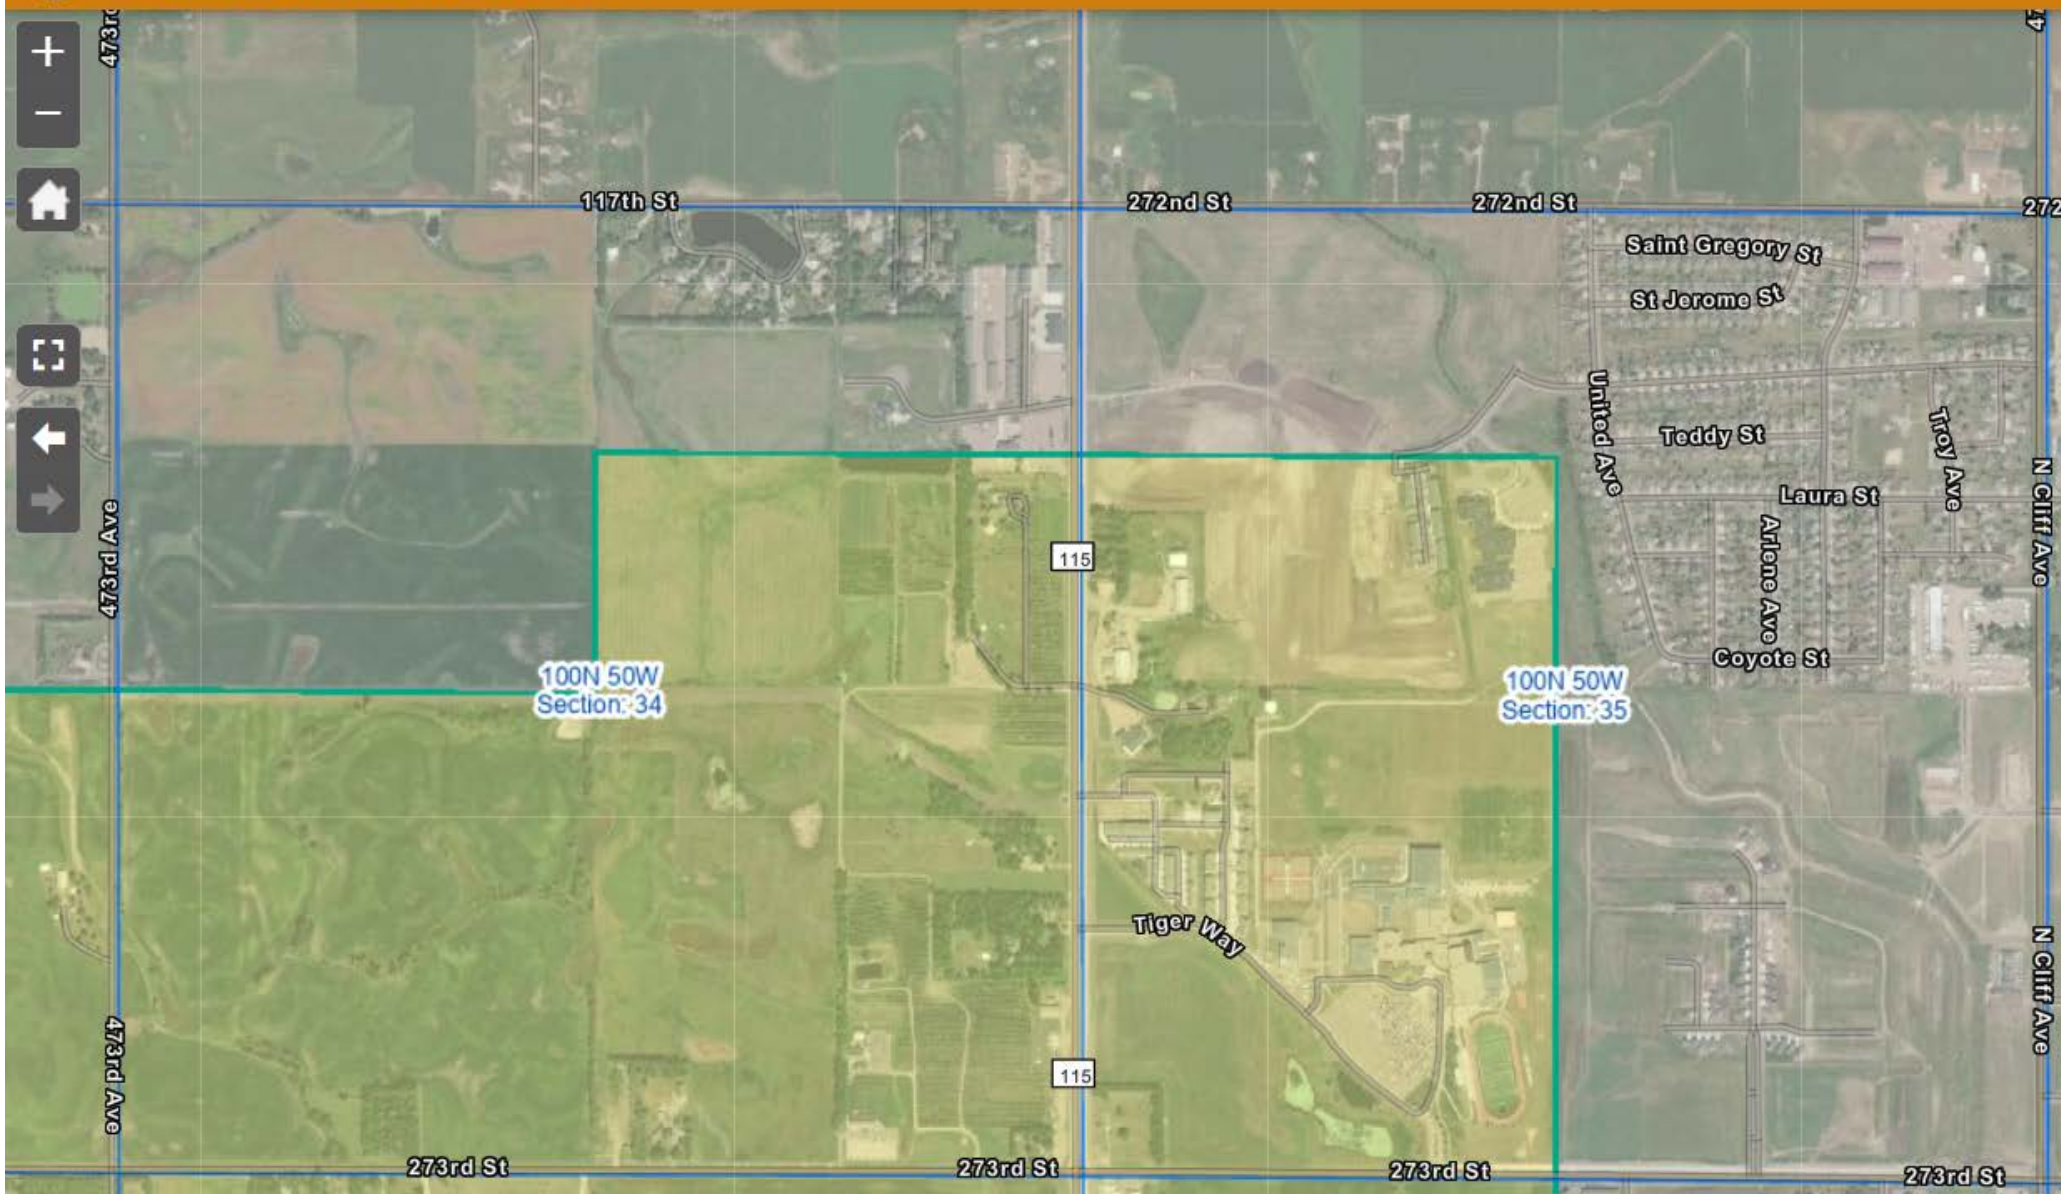 473rd
47
117th St
272nd St
272nd St
272
Saint Gregory St
St Jerome St
United Ave
Teddy St
Troy Ave
Laura St
N Cliff Ave
Arlene Ave
473rd Ave
115
Coyote St
100N 50W
Section: 34
100N 50W
Section: 35
Tiger Way
N Cliff Ave
473rd Ave
115
273rd St
273rd St
273rd St
273rd St